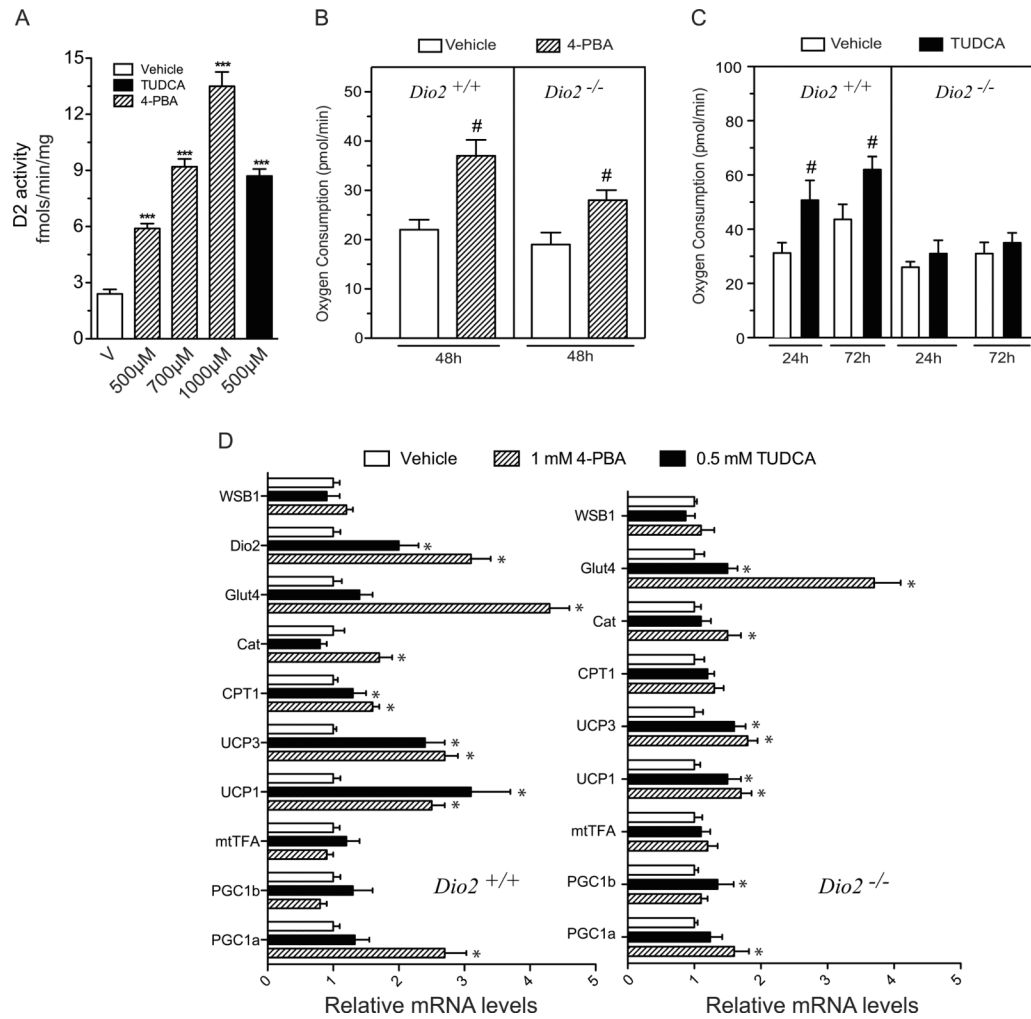 A
D2 activity
fmols/min/mg
15
12
9
6
3
0
Vehicle
TUDCA
4-PBA
***
***
***
***
V
500µM
700µM
1000µM
500µM
B
Vehicle
4-PBA
Oxygen Consumption (pmol/min)
50
40
30
20
10
0
Dio2 +/+
Dio2 -/-
#
#
48h
48h
C
Vehicle
TUDCA
Oxygen Consumption (pmol/min)
100
80
60
40
20
0
Dio2 +/+
Dio2 -/-
#
#
24h
72h
24h
72h
D
Vehicle
1 mM 4-PBA
0.5 mM TUDCA
WSB1
Dio2
*
*
Glut4
*
Cat
*
CPT1
*
*
UCP3
*
*
UCP1
*
*
mtTFA
PGC1b
PGC1a
*
Dio2 +/+
0 1 2 3 4 5
Relative mRNA levels
WSB1
Glut4
*
*
Cat
*
CPT1
UCP3
*
*
UCP1
*
*
mtTFA
PGC1b
*
PGC1a
*
Dio2 -/-
0 1 2 3 4 5
Relative mRNA levels